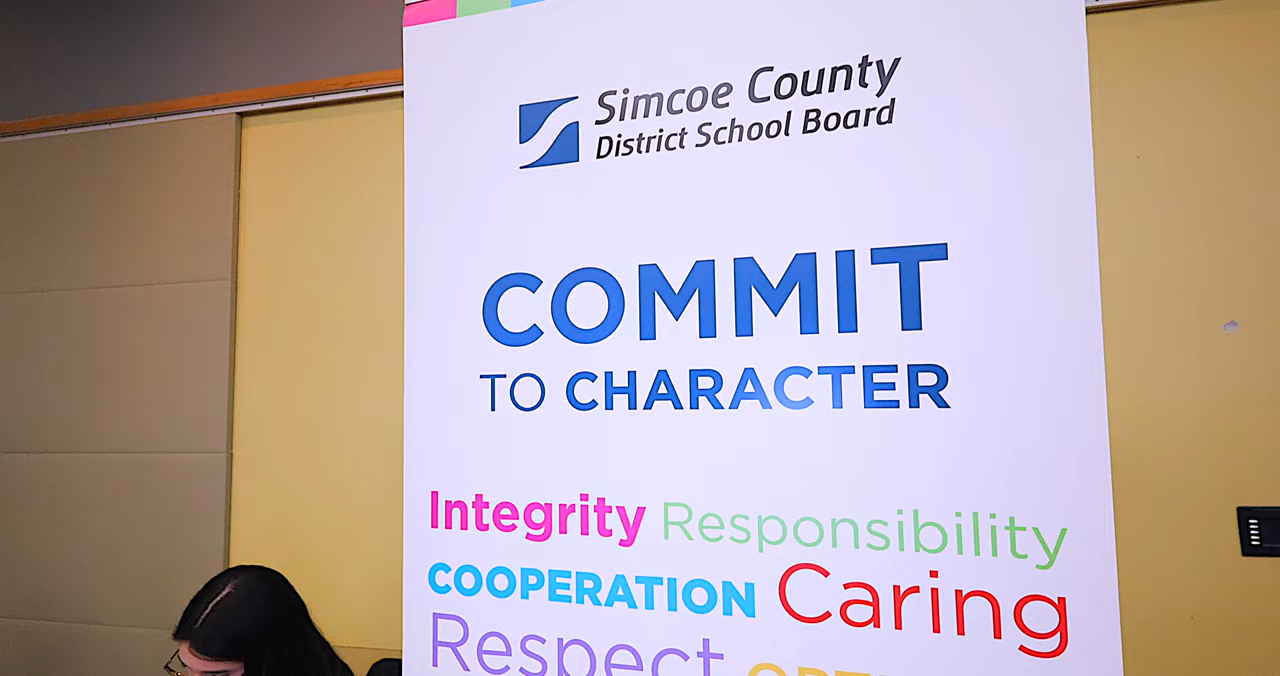 Simcoe County
District School Board
COMMIT
TO CHARACTER
Integrity Responsibility
COOPERATION Caring
Respect